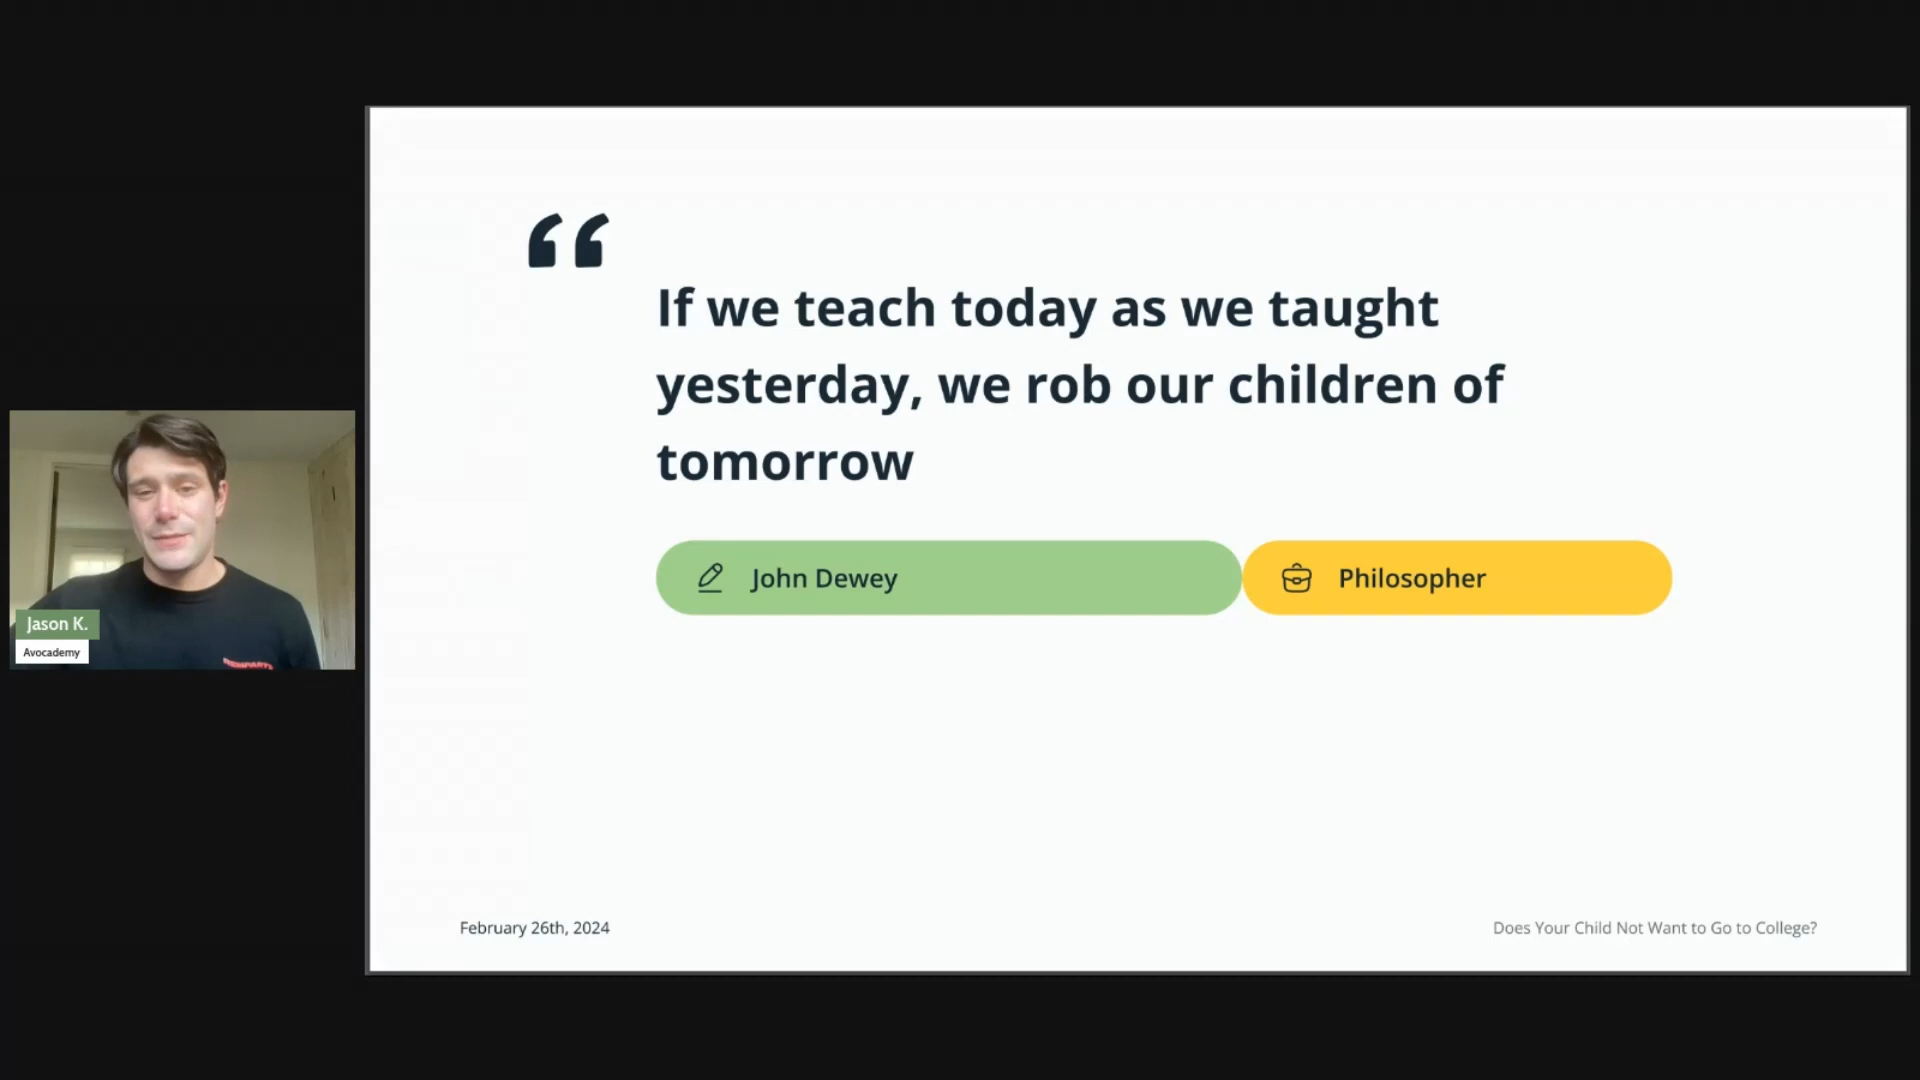 If we teach today as we taught
yesterday, we rob our children of
tomorrow
John Dewey
Philosopher
Jason K.
Avocademy
February 26th, 2024
Does Your Child Not Want to Go to College?